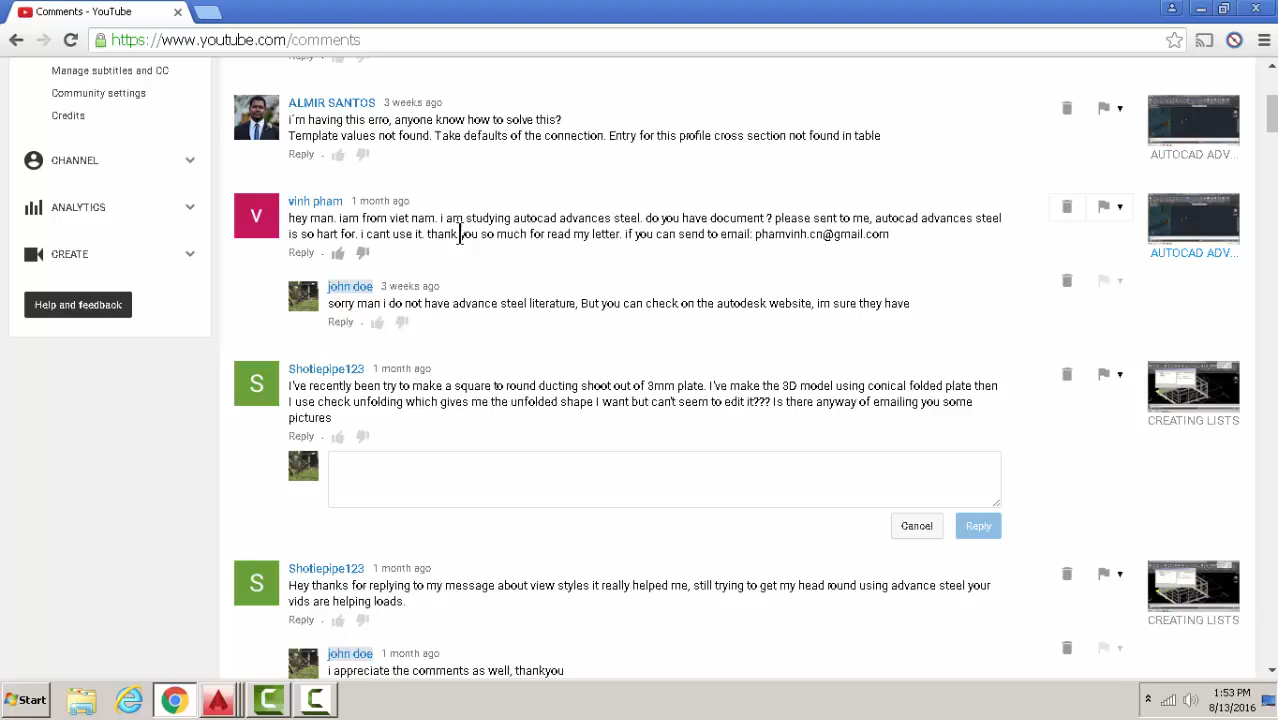 Comments - YouTube
https://www.youtube.com/comments
Manage subtitles and CC
Community settings
Credits
CHANNEL
ANALYTICS
CREATE
Help and feedback
Reply .
ALMIR SANTOS 3 weeks ago
i´m having this erro, anyone know how to solve this?
Template values not found. Take defaults of the connection. Entry for this profile cross section not found in table
Reply .
AUTOCAD ADV...
V
vinh pham 1 month ago
hey man. iam from viet nam. i am studying autocad advances steel. do you have document ? please sent to me, autocad advances steel
is so hart for. i cant use it. thank you so much for read my letter. if you can send to email: phamvinh.cn@gmail.com
Reply .
AUTOCAD ADV...
john doe 3 weeks ago
sorry man i do not have advance steel literature, But you can check on the autodesk website, im sure they have
Reply .
S
Shotiepipe123 1 month ago
I've recently been try to make a square to round ducting shoot out of 3mm plate. I've make the 3D model using conical folded plate then
I use check unfolding which gives me the unfolded shape I want but can't seem to edit it??? Is there anyway of emailing you some
pictures
Reply .
CREATING LISTS
Cancel
Reply
S
Shotiepipe123 1 month ago
Hey thanks for replying to my message about view styles it really helped me, still trying to get my head round using advance steel your
vids are helping loads.
Reply .
CREATING LISTS
john doe 1 month ago
i appreciate the comments as well, thankyou
Start
1:53 PM
8/13/2016